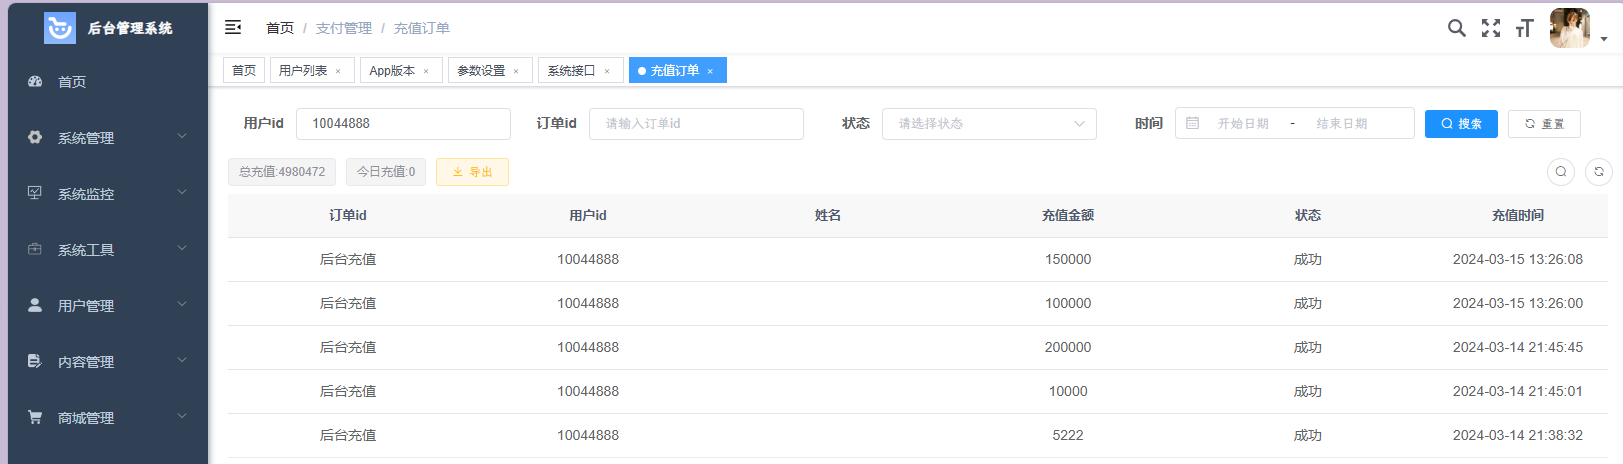 后台管理系统
首页 / 支付管理 / 充值订单
首页 用户列表 × App版本 × 参数设置 × 系统接口 × 充值订单 ×
首页
系统管理
系统监控
系统工具
用户管理
内容管理
商城管理
用户id 10044888 订单id 请输入订单id 状态 请选择状态 时间 开始日期 - 结束日期 搜索 重置
总充值:4980472 今日充值:0 导出
订单id 用户id 姓名 充值金额 状态 充值时间
后台充值 10044888 150000 成功 2024-03-15 13:26:08
后台充值 10044888 100000 成功 2024-03-15 13:26:00
后台充值 10044888 200000 成功 2024-03-14 21:45:45
后台充值 10044888 10000 成功 2024-03-14 21:45:01
后台充值 10044888 5222 成功 2024-03-14 21:38:32